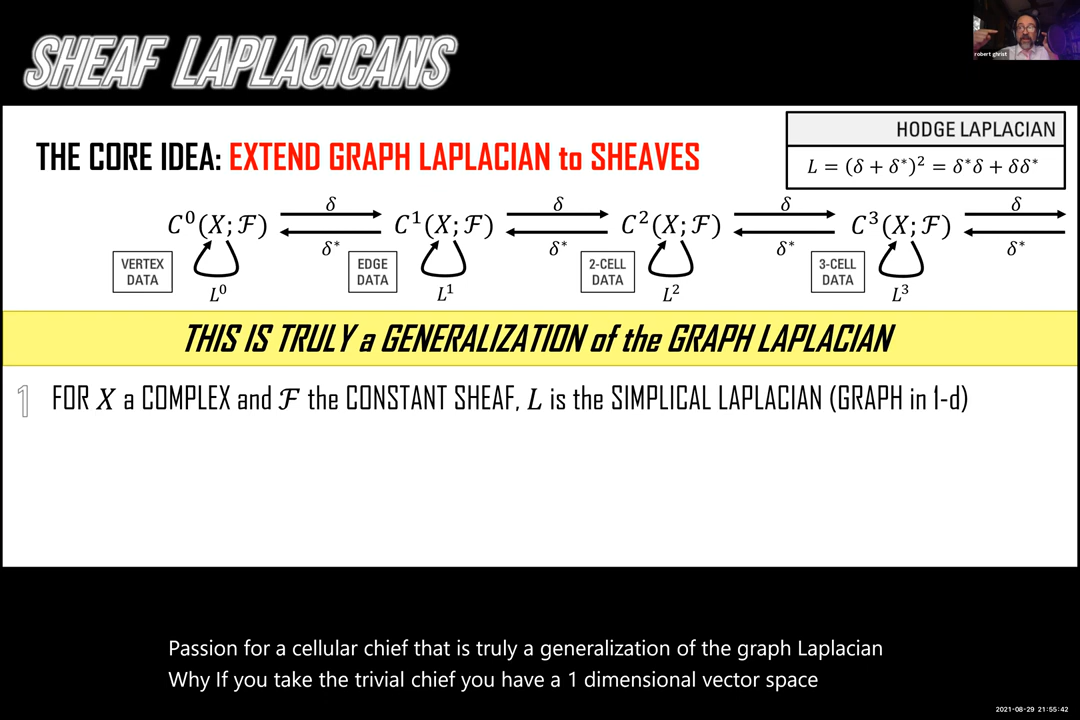 SHEAF LAPLACICANS
robert ghrist
THE CORE IDEA: EXTEND GRAPH LAPLACIAN to SHEAVES
HODGE LAPLACIAN
L = (δ + δ*)² = δ*δ + δδ*
δ δ δ δ
C⁰(X; ℱ) C¹(X; ℱ) C²(X; ℱ) C³(X; ℱ)
δ* δ* δ* δ*
VERTEX DATA EDGE DATA 2-CELL DATA 3-CELL DATA
L⁰ L¹ L² L³
THIS IS TRULY a GENERALIZATION of the GRAPH LAPLACIAN
1 FOR X a COMPLEX and ℱ the CONSTANT SHEAF, L is the SIMPLICAL LAPLACIAN (GRAPH in 1-d)
Passion for a cellular chief that is truly a generalization of the graph Laplacian
Why If you take the trivial chief you have a 1 dimensional vector space
2021-08-29 21:55:42